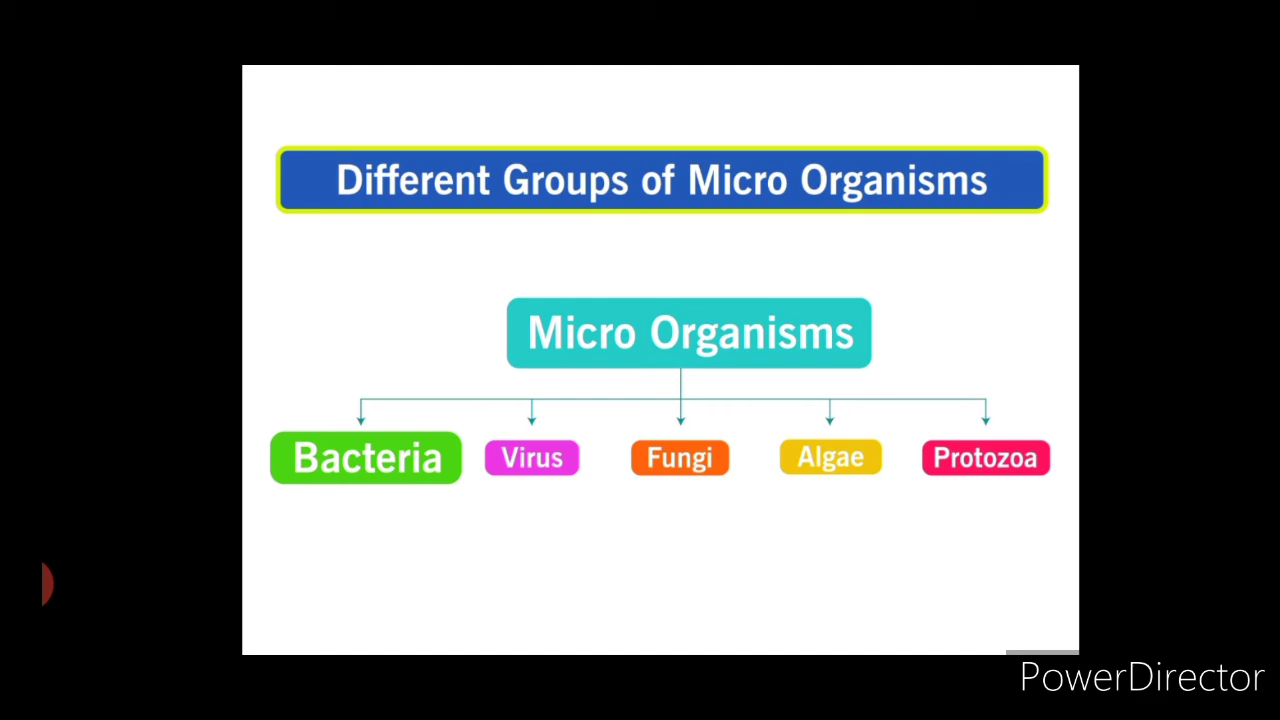 Different Groups of Micro Organisms
Micro Organisms
Bacteria Virus Fungi Algae Protozoa
PowerDirector